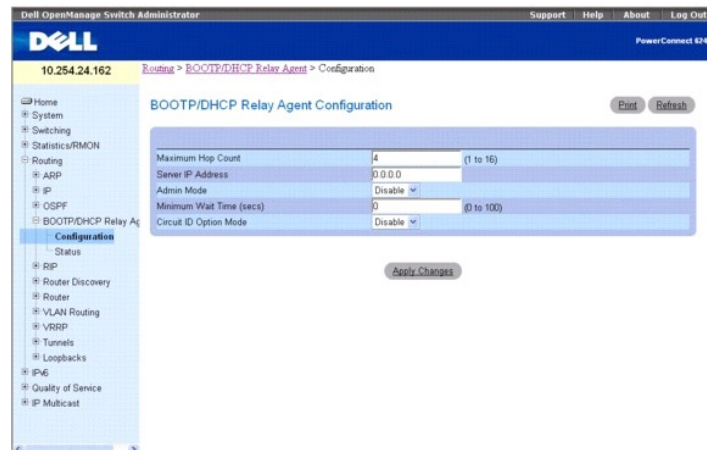 Dell OpenManage Switch Administrator Support Help About Log Out
DELL
PowerConnect 624
10.254.24.162
Routing > BOOTP/DHCP Relay Agent > Configuration
Home
System
Switching
Statistics/RMON
Routing
ARP
IP
OSPF
BOOTP/DHCP Relay Ag
Configuration
Status
RIP
Router Discovery
Router
VLAN Routing
VRRP
Tunnels
Loopbacks
IPv6
Quality of Service
IP Multicast
BOOTP/DHCP Relay Agent Configuration
Print Refresh
Maximum Hop Count 4 (1 to 16)
Server IP Address 0.0.0.0
Admin Mode Disable
Minimum Wait Time (secs) 0 (0 to 100)
Circuit ID Option Mode Disable
Apply Changes